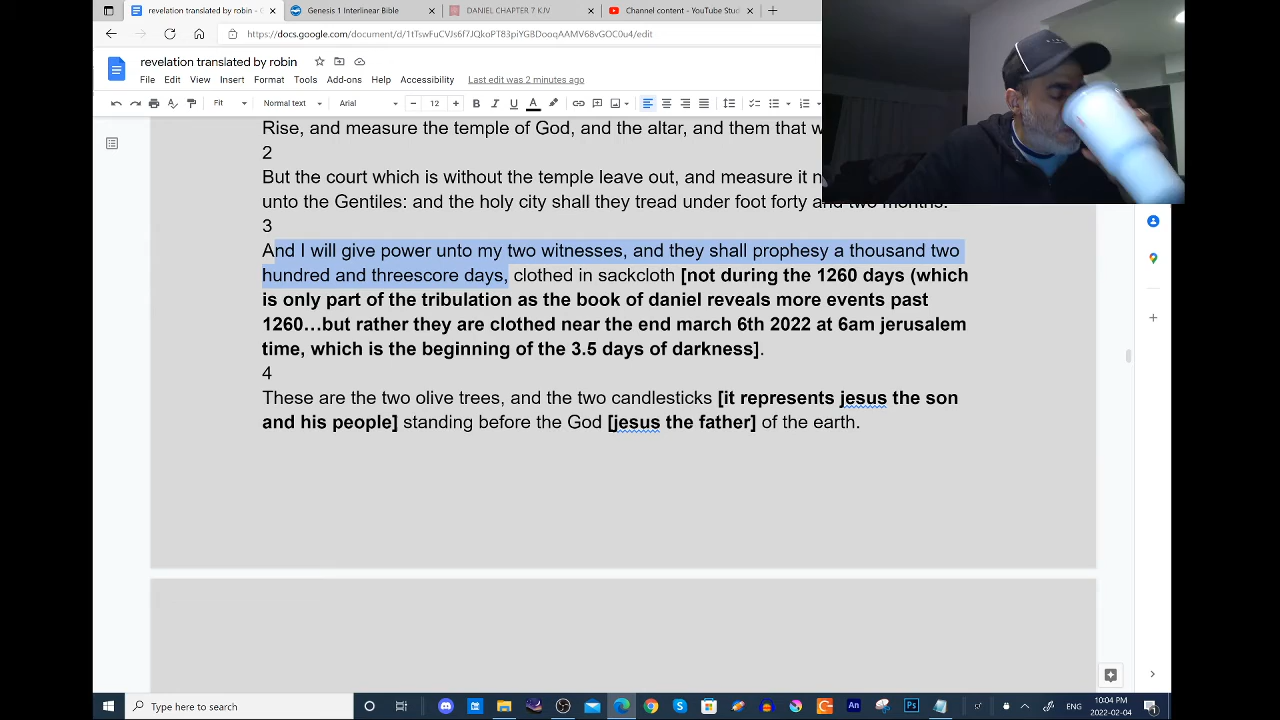 revelation translated by robin - G
Genesis 1 Interlinear Bible
DANIEL CHAPTER 7 KJV
Channel content - YouTube Stud
https://docs.google.com/document/d/1tTswFuCVJs6f7JQkoPT83piYGBDooqAAMV68vGOC0u4/edit
revelation translated by robin
File Edit View Insert Format Tools Add-ons Help Accessibility Last edit was 2 minutes ago
Fit Normal text Arial 12 B I U A
Rise, and measure the temple of God, and the altar, and them that w
2
But the court which is without the temple leave out, and measure it n
unto the Gentiles: and the holy city shall they tread under foot forty and two months.
3
And I will give power unto my two witnesses, and they shall prophesy a thousand two
hundred and threescore days, clothed in sackcloth [not during the 1260 days (which
is only part of the tribulation as the book of daniel reveals more events past
1260…but rather they are clothed near the end march 6th 2022 at 6am jerusalem
time, which is the beginning of the 3.5 days of darkness].
4
These are the two olive trees, and the two candlesticks [it represents jesus the son
and his people] standing before the God [jesus the father] of the earth.
Type here to search
ENG
10:04 PM
2022-02-04